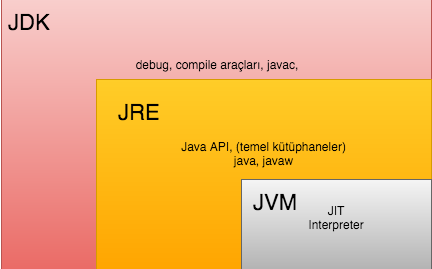 JDK
debug, compile araçları, javac,
JRE
Java API, (temel kütüphaneler)
java, javaw
JVM
JIT
Interpreter